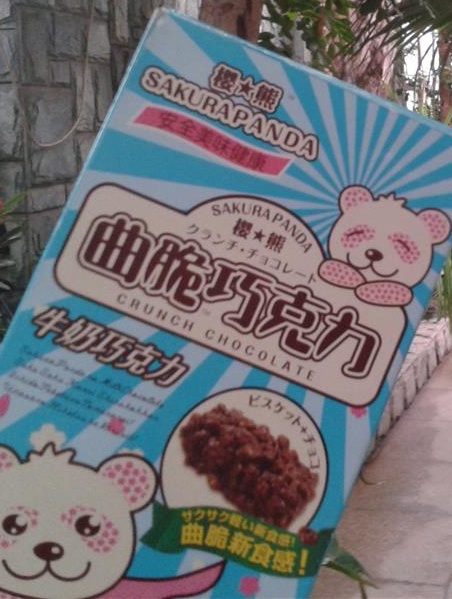 櫻★熊
SAKURAPANDA
安全美味健康
SAKURA PANDA
櫻★熊
クランチ・チョコレート
曲脆巧克力
CRUNCH CHOCOLATE
牛奶巧克力
ビスケット+チョコ
サクサク軽い新食感!
曲脆新食感!